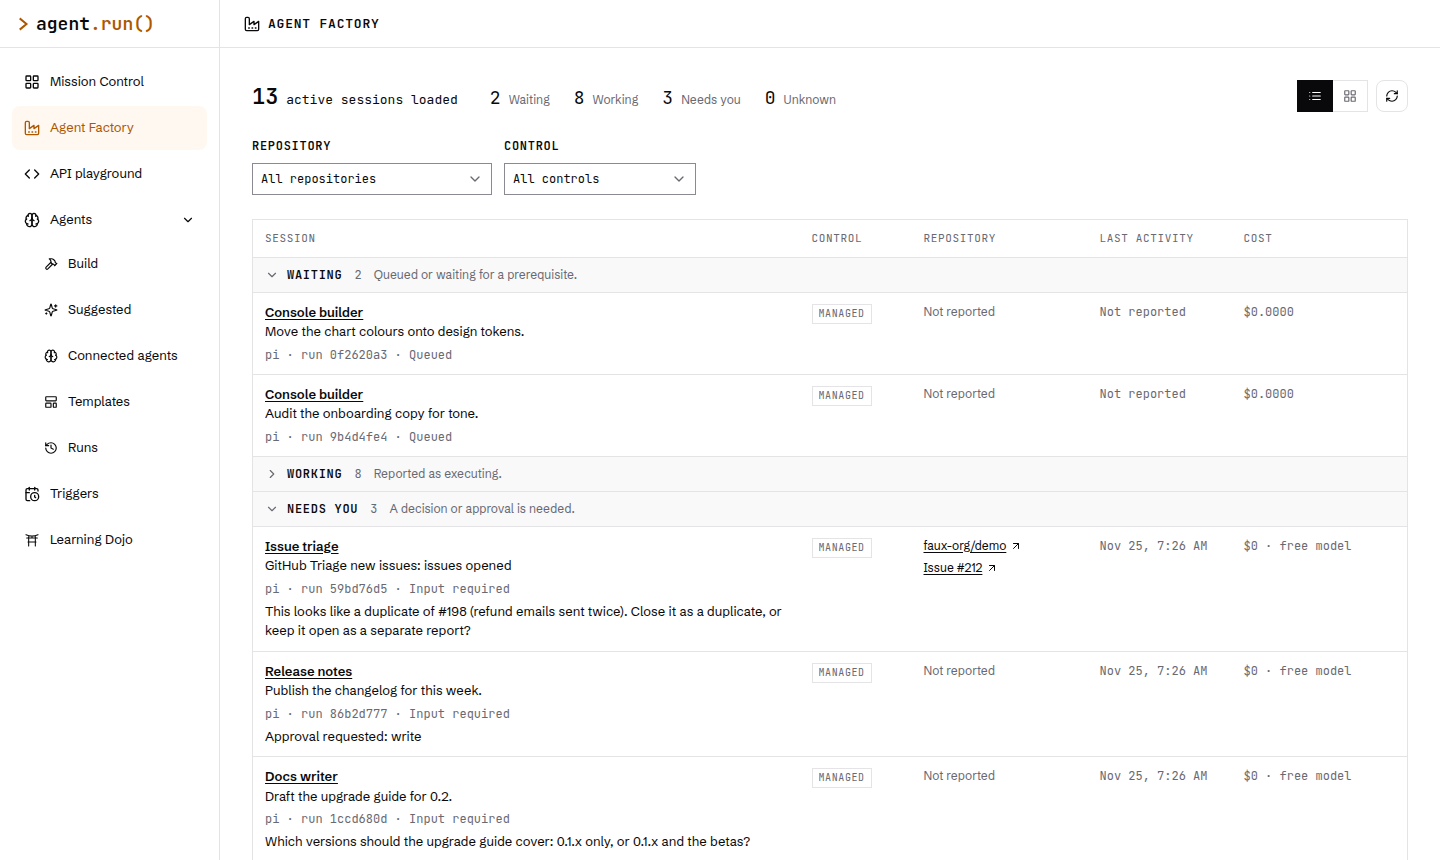 agent.run()
AGENT FACTORY
Mission Control
Agent Factory
API playground
Agents
Build
Suggested
Connected agents
Templates
Runs
Triggers
Learning Dojo
13 active sessions loaded 2 Waiting 8 Working 3 Needs you 0 Unknown
REPOSITORY CONTROL
All repositories All controls
SESSION CONTROL REPOSITORY LAST ACTIVITY COST
WAITING 2 Queued or waiting for a prerequisite.
Console builder MANAGED Not reported Not reported $0.0000
Move the chart colours onto design tokens.
pi · run 0f2620a3 · Queued
Console builder MANAGED Not reported Not reported $0.0000
Audit the onboarding copy for tone.
pi · run 9b4d4fe4 · Queued
WORKING 8 Reported as executing.
NEEDS YOU 3 A decision or approval is needed.
Issue triage MANAGED faux-org/demo Nov 25, 7:26 AM $0 · free model
GitHub Triage new issues: issues opened Issue #212
pi · run 59bd76d5 · Input required
This looks like a duplicate of #198 (refund emails sent twice). Close it as a duplicate, or
keep it open as a separate report?
Release notes MANAGED Not reported Nov 25, 7:26 AM $0 · free model
Publish the changelog for this week.
pi · run 86b2d777 · Input required
Approval requested: write
Docs writer MANAGED Not reported Nov 25, 7:26 AM $0 · free model
Draft the upgrade guide for 0.2.
pi · run 1ccd680d · Input required
Which versions should the upgrade guide cover: 0.1.x only, or 0.1.x and the betas?